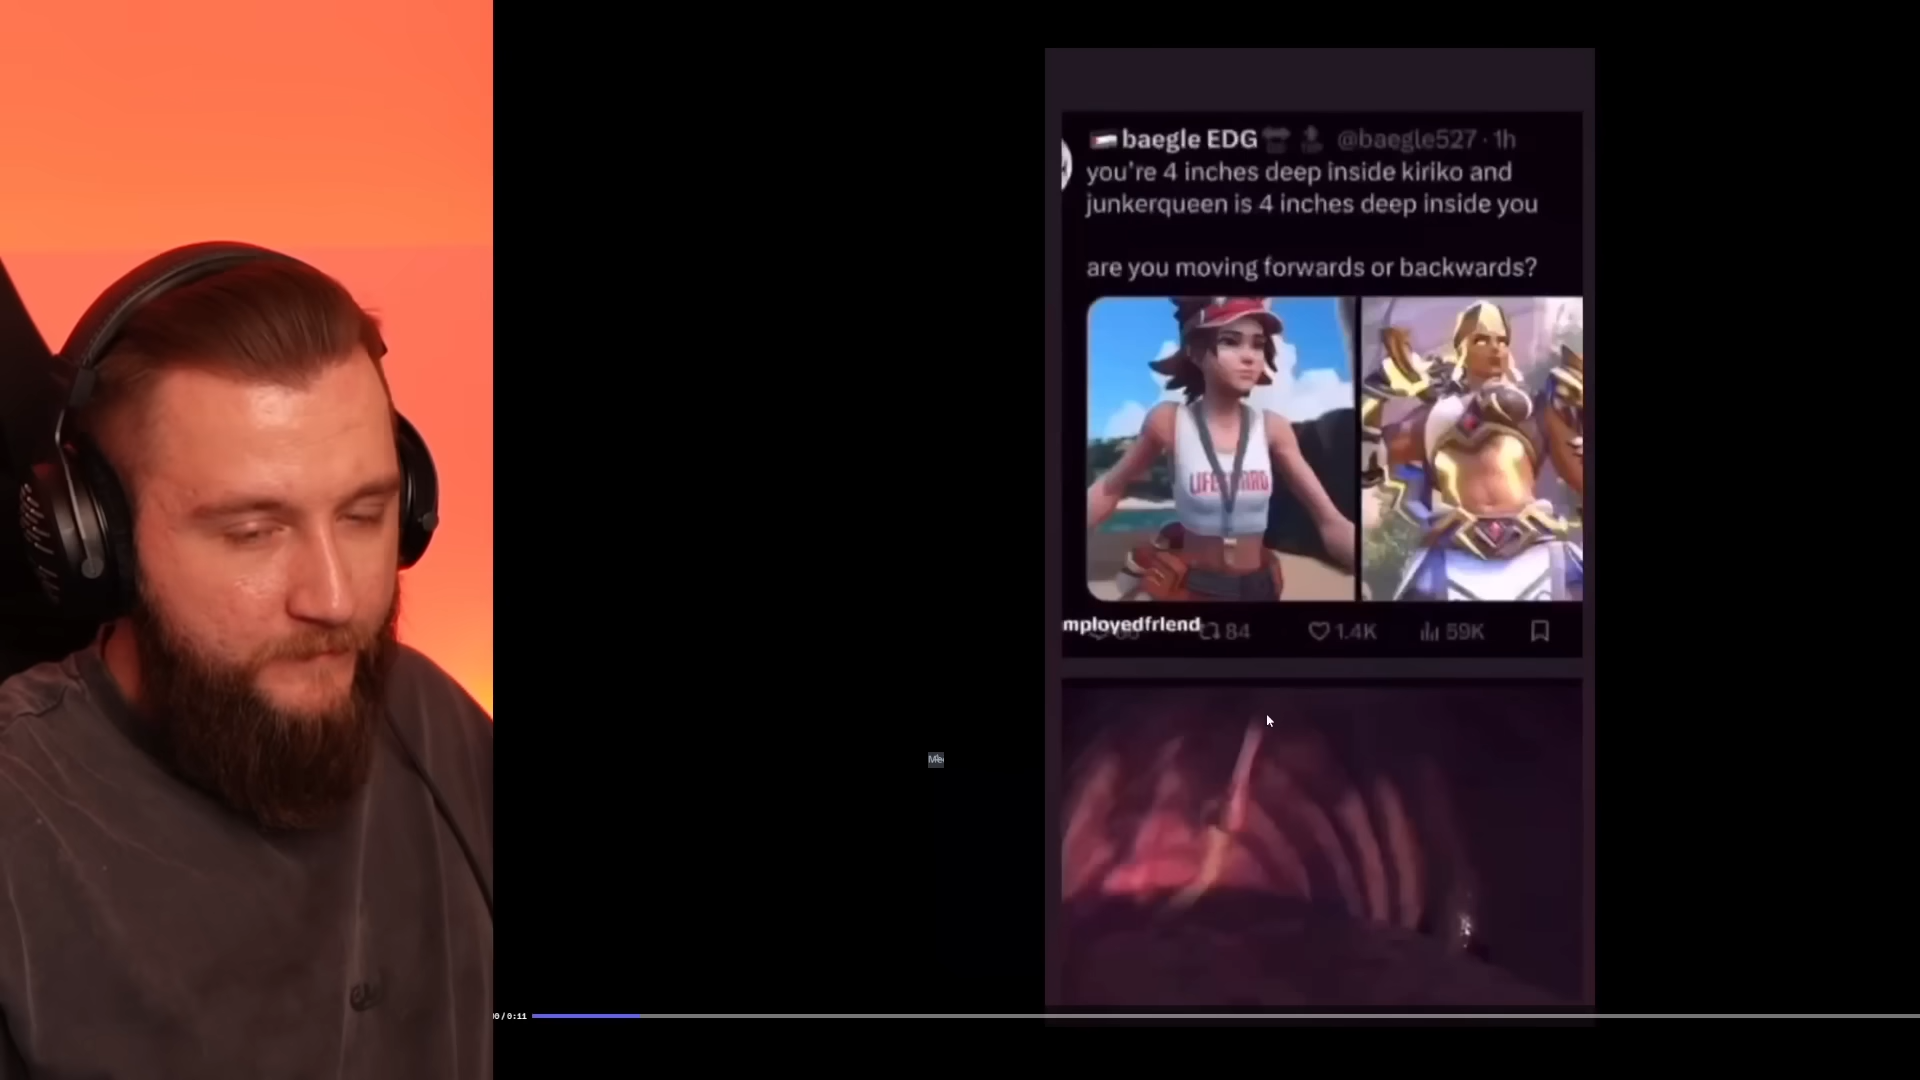 baegle EDG @baegle527 · 1h
you're 4 inches deep inside kiriko and
junkerqueen is 4 inches deep inside you
are you moving forwards or backwards?
LIFEGUARD
mployedfrIend
84
1.4K
59K
0:11